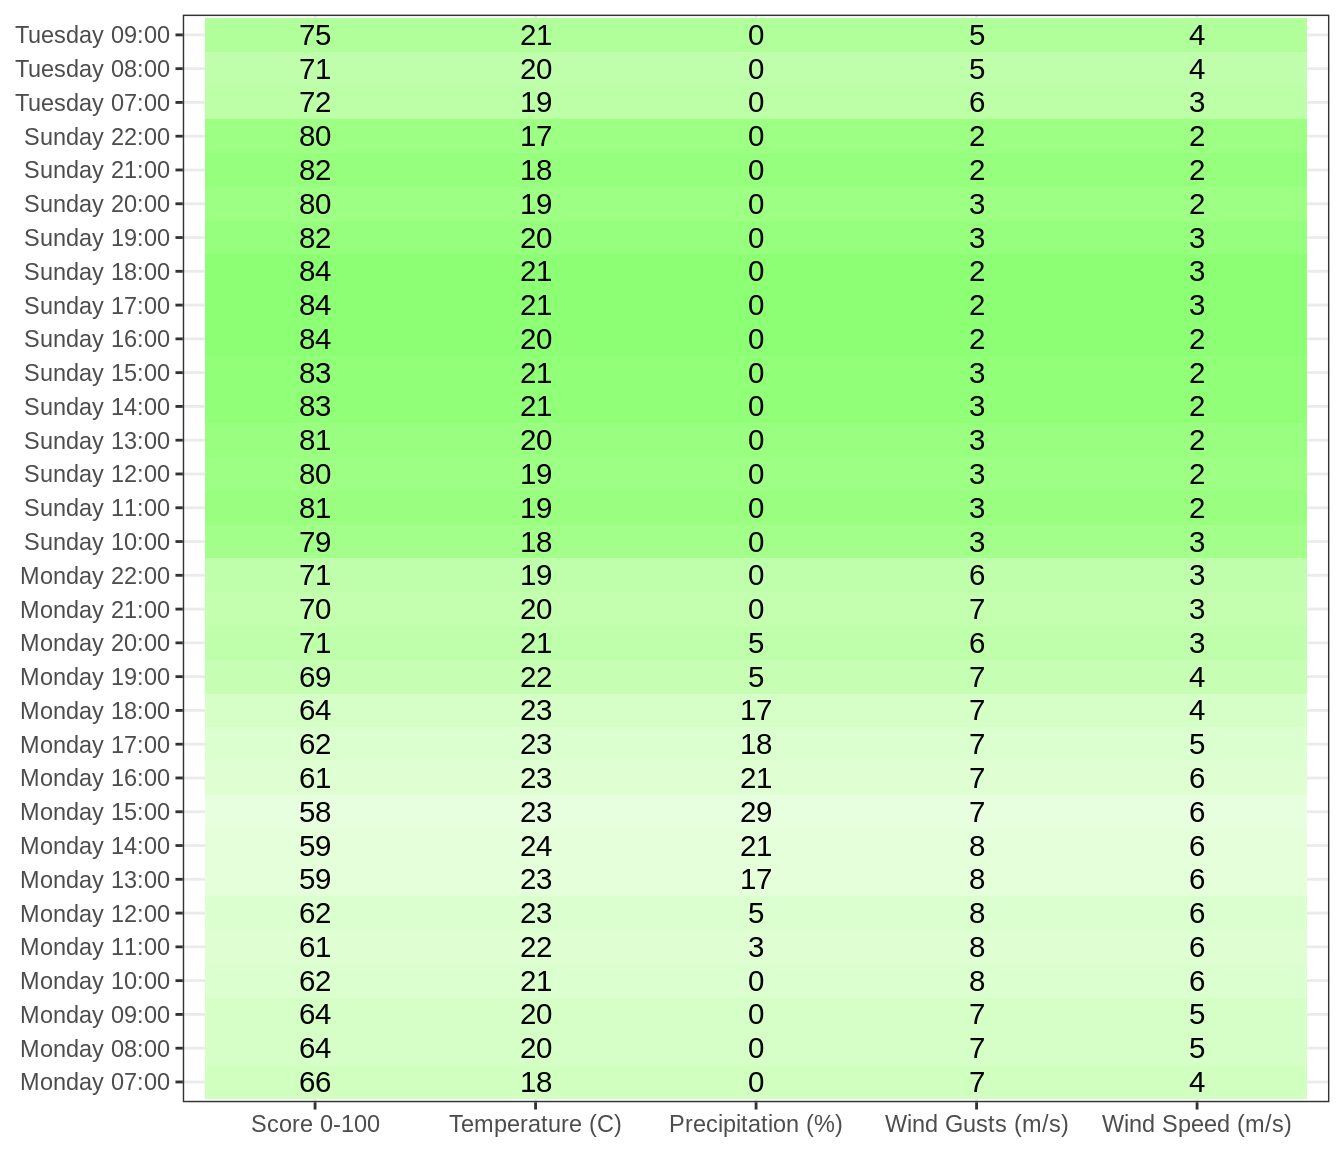 Tuesday 09:00 75 21 0 5 4
Tuesday 08:00 71 20 0 5 4
Tuesday 07:00 72 19 0 6 3
Sunday 22:00 80 17 0 2 2
Sunday 21:00 82 18 0 2 2
Sunday 20:00 80 19 0 3 2
Sunday 19:00 82 20 0 3 3
Sunday 18:00 84 21 0 2 3
Sunday 17:00 84 21 0 2 3
Sunday 16:00 84 20 0 2 2
Sunday 15:00 83 21 0 3 2
Sunday 14:00 83 21 0 3 2
Sunday 13:00 81 20 0 3 2
Sunday 12:00 80 19 0 3 2
Sunday 11:00 81 19 0 3 2
Sunday 10:00 79 18 0 3 3
Monday 22:00 71 19 0 6 3
Monday 21:00 70 20 0 7 3
Monday 20:00 71 21 5 6 3
Monday 19:00 69 22 5 7 4
Monday 18:00 64 23 17 7 4
Monday 17:00 62 23 18 7 5
Monday 16:00 61 23 21 7 6
Monday 15:00 58 23 29 7 6
Monday 14:00 59 24 21 8 6
Monday 13:00 59 23 17 8 6
Monday 12:00 62 23 5 8 6
Monday 11:00 61 22 3 8 6
Monday 10:00 62 21 0 8 6
Monday 09:00 64 20 0 7 5
Monday 08:00 64 20 0 7 5
Monday 07:00 66 18 0 7 4
Score 0-100 Temperature (C) Precipitation (%) Wind Gusts (m/s) Wind Speed (m/s)